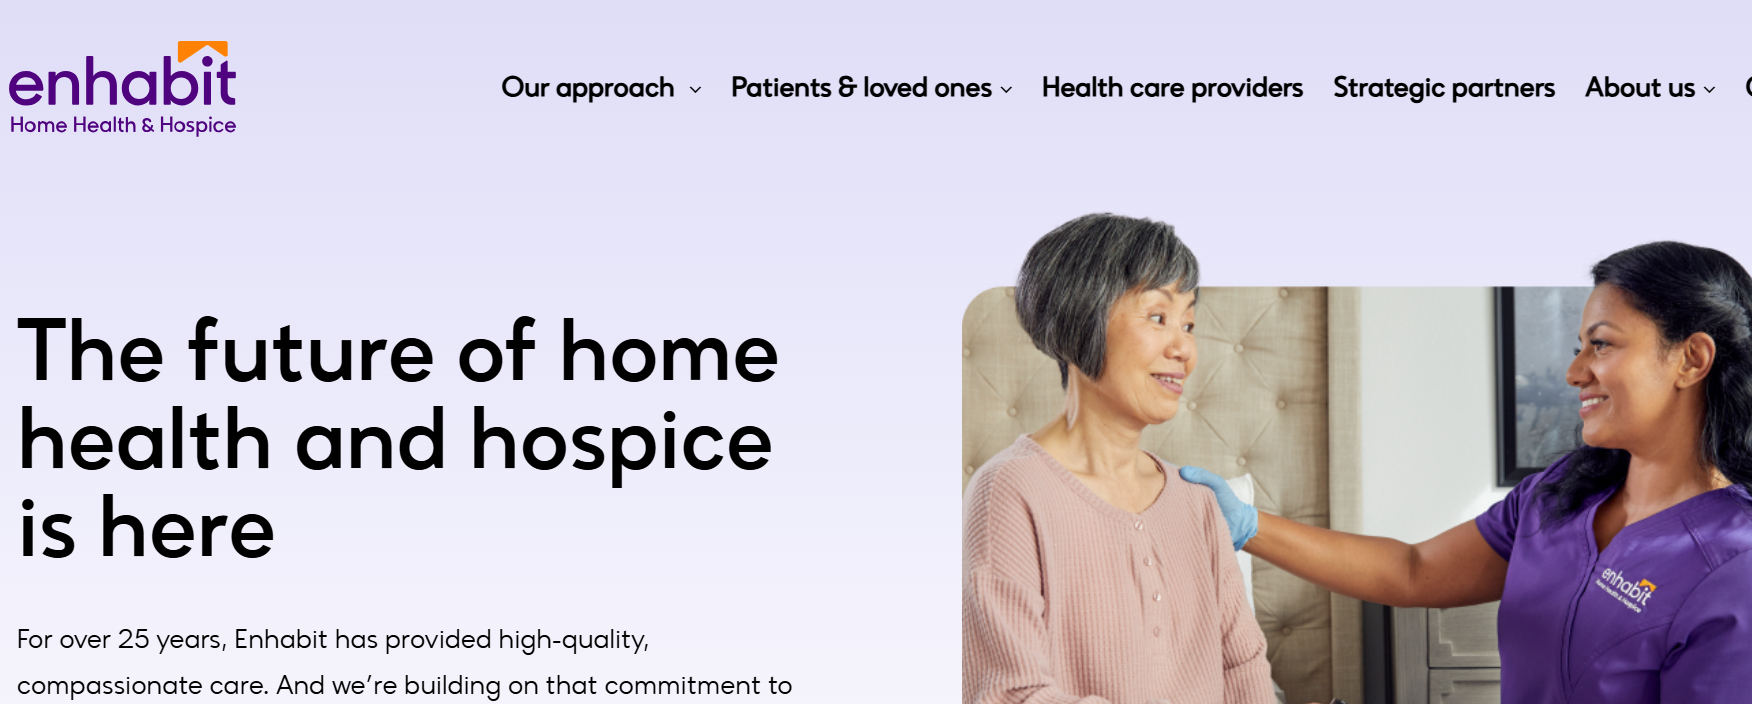 enhabit
Home Health & Hospice
Our approach
Patients & loved ones
Health care providers
Strategic partners
About us
The future of home
health and hospice
is here
For over 25 years, Enhabit has provided high-quality,
compassionate care. And we’re building on that commitment to
enhabit
Home Health & Hospice